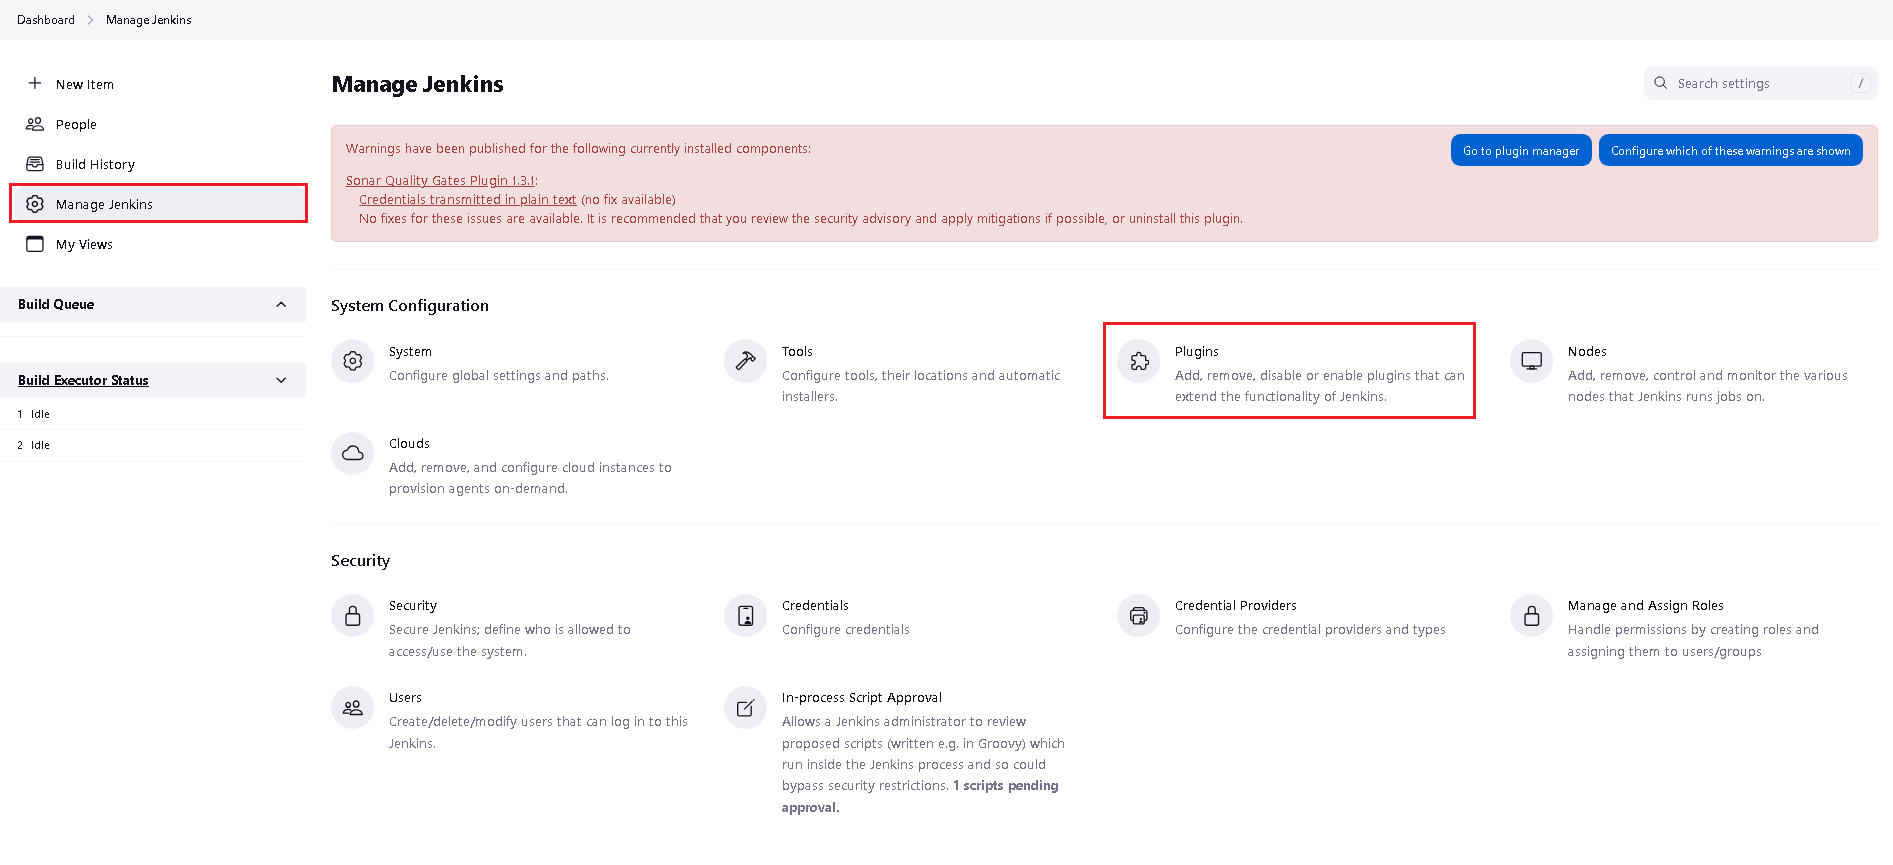 Dashboard > Manage Jenkins
New Item
People
Build History
Manage Jenkins
My Views
Build Queue
Build Executor Status
1 Idle
2 Idle
Manage Jenkins
Search settings /
Warnings have been published for the following currently installed components:
Go to plugin manager
Configure which of these warnings are shown
Sonar Quality Gates Plugin 1.3.1:
Credentials transmitted in plain text (no fix available)
No fixes for these issues are available. It is recommended that you review the security advisory and apply mitigations if possible, or uninstall this plugin.
System Configuration
System
Configure global settings and paths.
Tools
Configure tools, their locations and automatic
installers.
Plugins
Add, remove, disable or enable plugins that can
extend the functionality of Jenkins.
Nodes
Add, remove, control and monitor the various
nodes that Jenkins runs jobs on.
Clouds
Add, remove, and configure cloud instances to
provision agents on-demand.
Security
Security
Secure Jenkins; define who is allowed to
access/use the system.
Credentials
Configure credentials
Credential Providers
Configure the credential providers and types
Manage and Assign Roles
Handle permissions by creating roles and
assigning them to users/groups
Users
Create/delete/modify users that can log in to this
Jenkins.
In-process Script Approval
Allows a Jenkins administrator to review
proposed scripts (written e.g. in Groovy) which
run inside the Jenkins process and so could
bypass security restrictions. 1 scripts pending
approval.